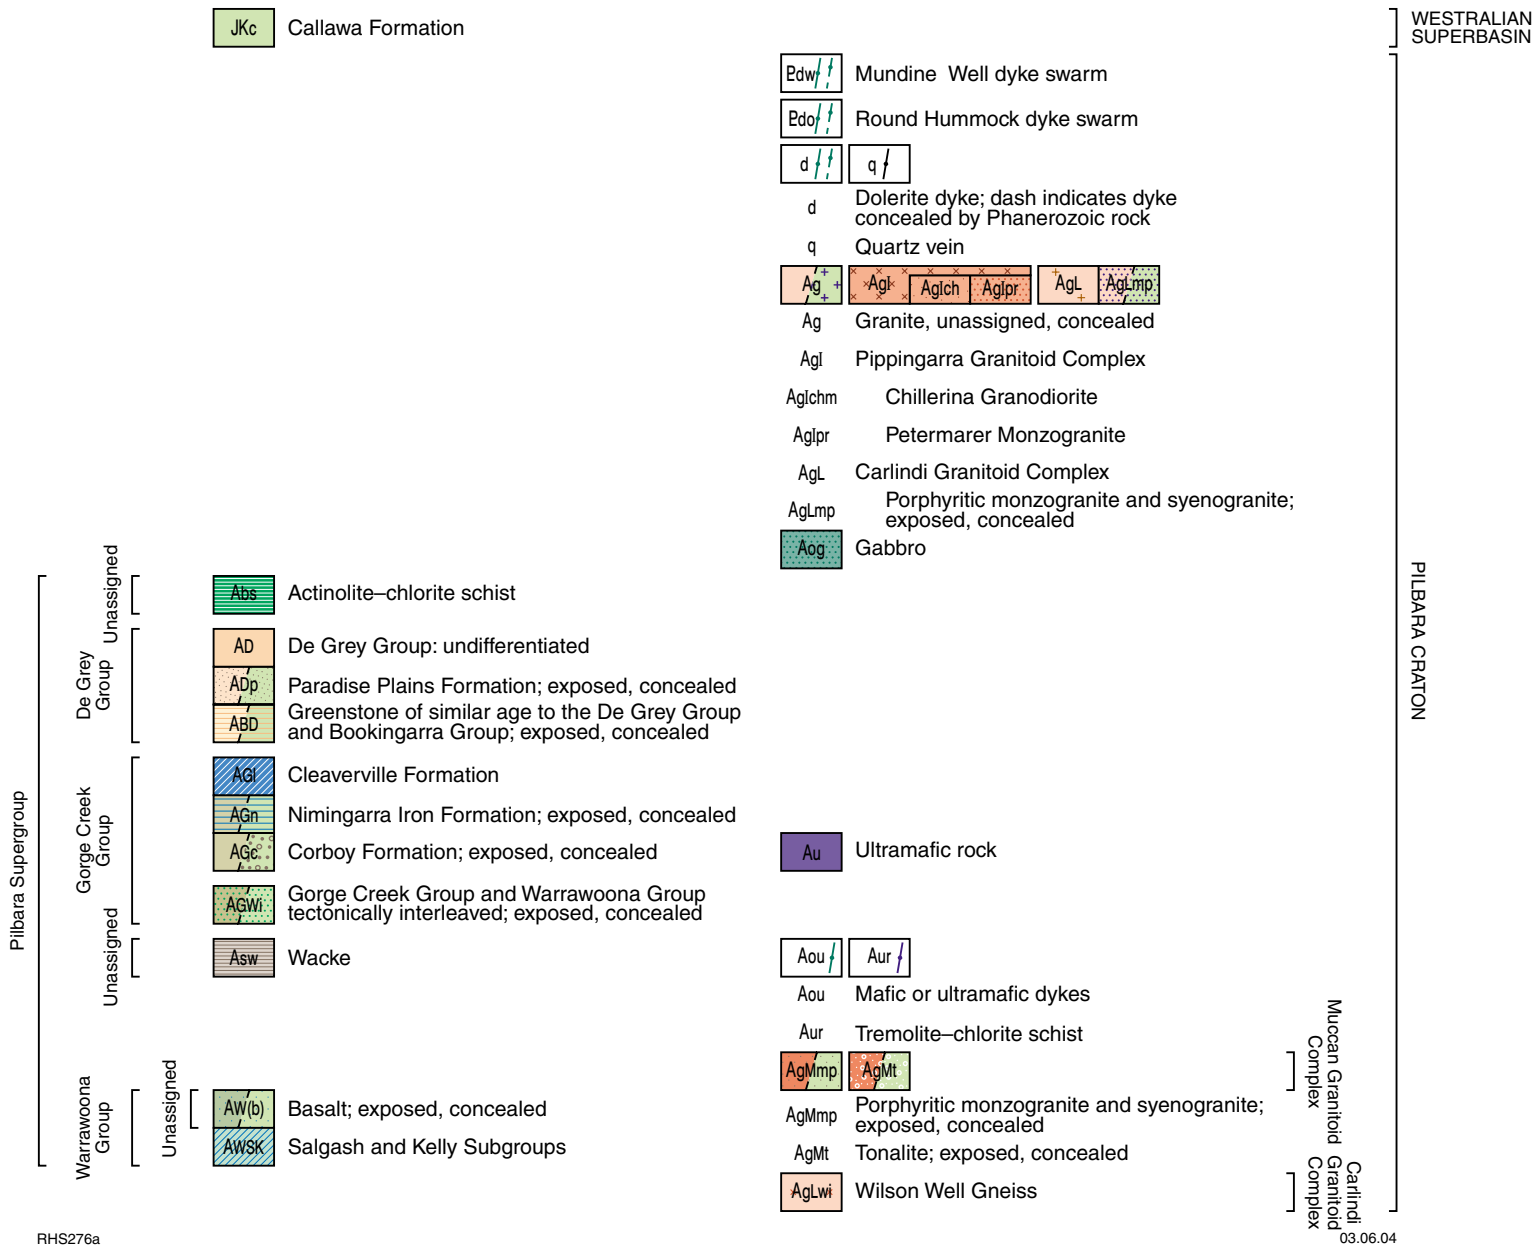 JKc Callawa Formation
WESTRALIAN
SUPERBASIN
Pdw Mundine Well dyke swarm
Pdo Round Hummock dyke swarm
d q
d Dolerite dyke; dash indicates dyke
concealed by Phanerozoic rock
q Quartz vein
Ag AgI AgIch AgIpr AgL AgLmp
Ag Granite, unassigned, concealed
AgI Pippingarra Granitoid Complex
AgIchm Chillerina Granodiorite
AgIpr Petermarer Monzogranite
AgL Carlindi Granitoid Complex
AgLmp Porphyritic monzogranite and syenogranite;
exposed, concealed
Aog Gabbro
PILBARA CRATON
Pilbara Supergroup
Unassigned
Abs Actinolite–chlorite schist
De Grey
Group
AD De Grey Group: undifferentiated
ADp Paradise Plains Formation; exposed, concealed
ABD Greenstone of similar age to the De Grey Group
and Bookingarra Group; exposed, concealed
Gorge Creek
Group
AGl Cleaverville Formation
AGn Nimingarra Iron Formation; exposed, concealed
AGc Corboy Formation; exposed, concealed
Au Ultramafic rock
AGWi Gorge Creek Group and Warrawoona Group
tectonically interleaved; exposed, concealed
Unassigned
Asw Wacke
Aou Aur
Aou Mafic or ultramafic dykes
Aur Tremolite–chlorite schist
AgMmp AgMt
Muccan Granitoid
Complex
AgMmp Porphyritic monzogranite and syenogranite;
exposed, concealed
AgMt Tonalite; exposed, concealed
Warrawoona
Group
Unassigned
AW(b) Basalt; exposed, concealed
AWSK Salgash and Kelly Subgroups
AgLwi Wilson Well Gneiss
Carlindi
Granitoid
Complex
RHS276a
03.06.04